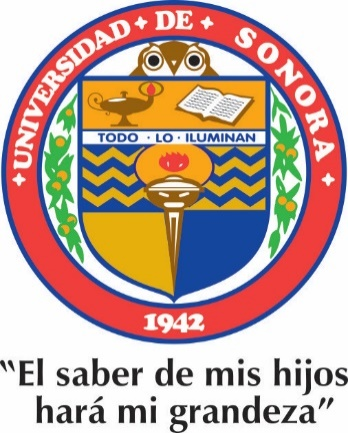 UNIVERSIDAD DE SONORA
TODO · LO · ILUMINAN
1942
“El saber de mis hijos
hará mi grandeza”